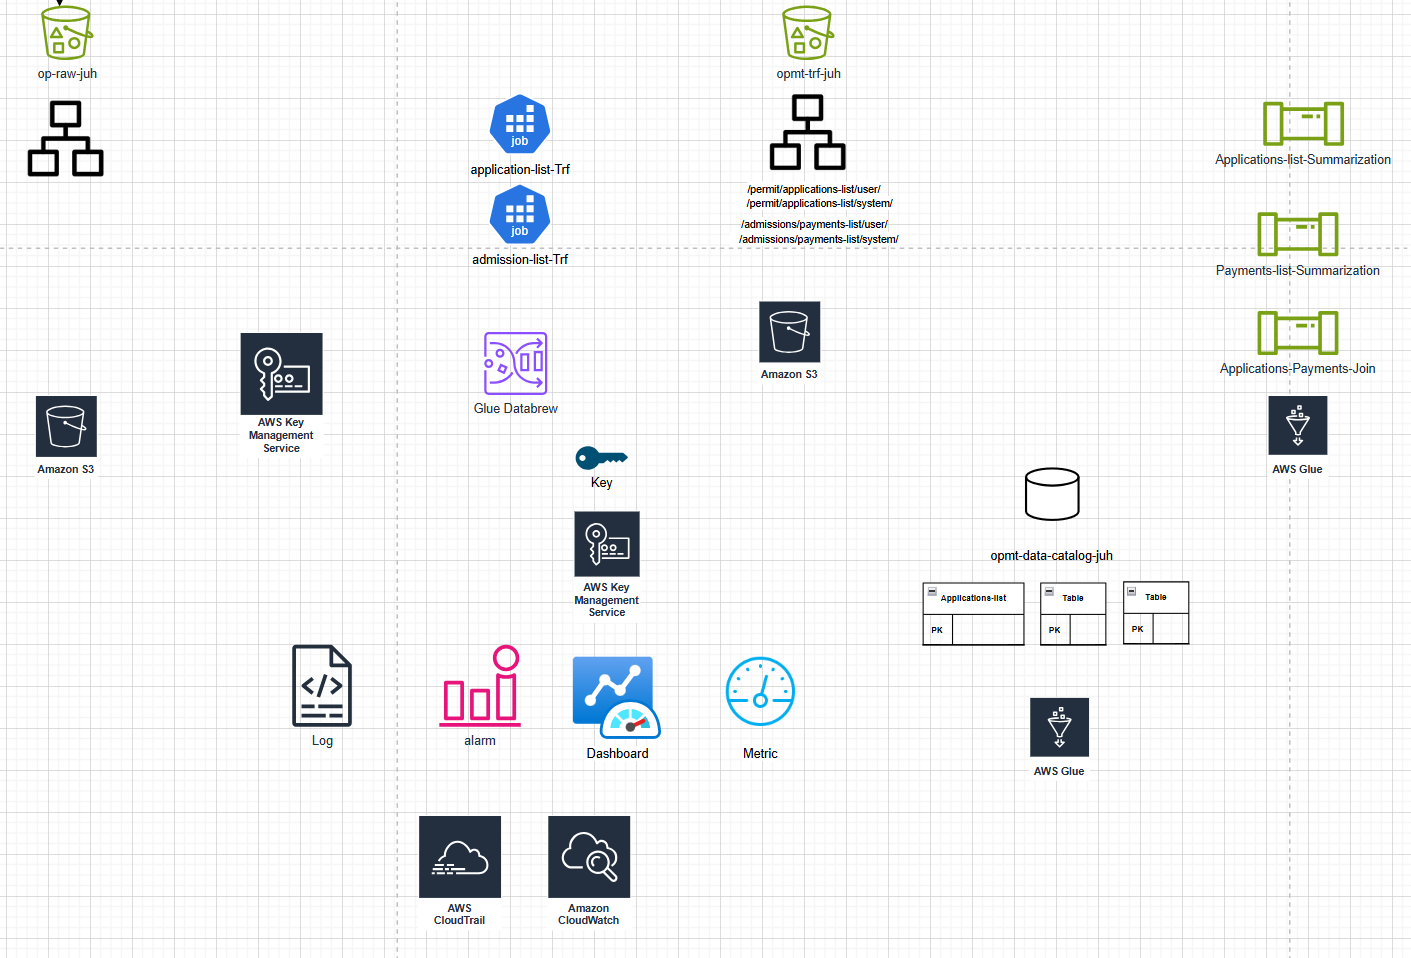 op-raw-juh
opmt-trf-juh
job
application-list-Trf
Applications-list-Summarization
/permit/applications-list/user/
/permit/applications-list/system/
job
admission-list-Trf
/admissions/payments-list/user/
/admissions/payments-list/system/
Payments-list-Summarization
Applications-Payments-Join
Amazon S3
Glue Databrew
AWS Key
Management
Service
Amazon S3
AWS Glue
Key
opmt-data-catalog-juh
AWS Key
Management
Service
Applications-list
PK
Table
PK
Table
PK
Log
alarm
Dashboard
Metric
AWS Glue
AWS
CloudTrail
Amazon
CloudWatch